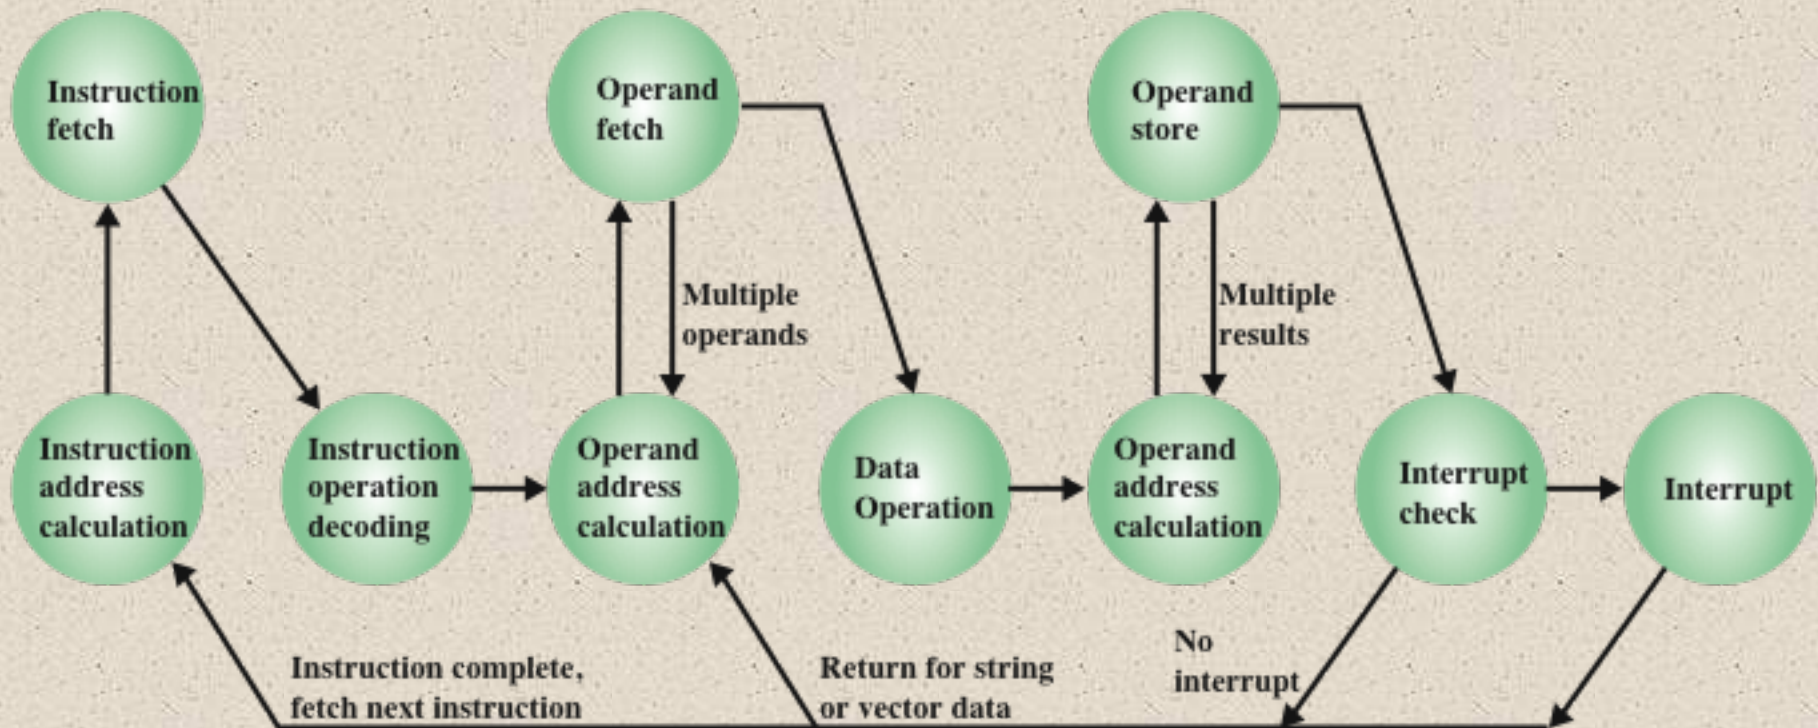 Instruction
fetch
Operand
fetch
Operand
store
Multiple
operands
Multiple
results
Instruction
address
calculation
Instruction
operation
decoding
Operand
address
calculation
Data
Operation
Operand
address
calculation
Interrupt
check
Interrupt
Instruction complete,
fetch next instruction
Return for string
or vector data
No
interrupt